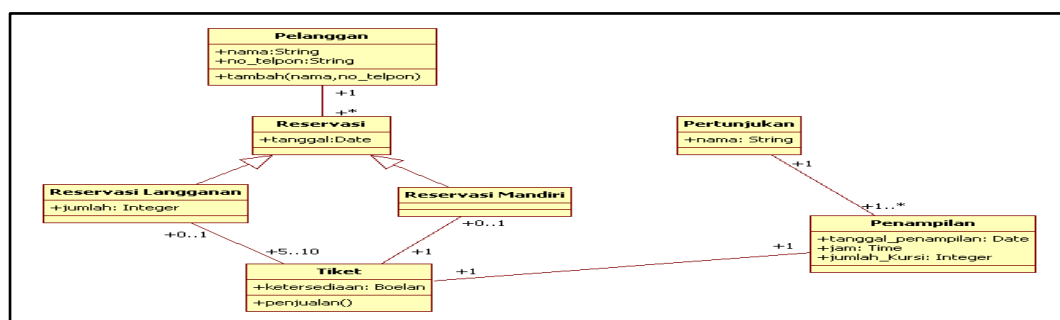 Pelanggan
+nama:String
+no_telpon:String
+tambah(nama,no_telpon)
+1
+*
Reservasi
+tanggal:Date
Pertunjukan
+nama: String
+1
+1..*
Reservasi Langganan
+jumlah: Integer
Reservasi Mandiri
+0..1
+0..1
+5..10
+1
Penampilan
+tanggal_penampilan: Date
+jam: Time
+jumlah_Kursi: Integer
+1
+1
Tiket
+ketersediaan: Boelan
+penjualan()